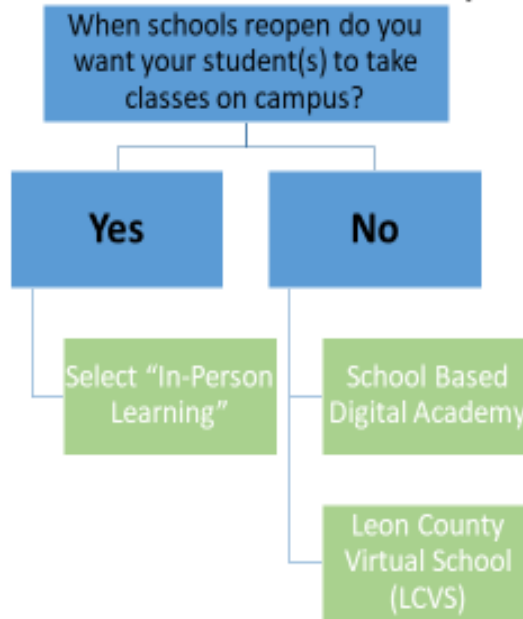 When schools reopen do you
want your student(s) to take
classes on campus?
Yes
No
Select “In-Person
Learning”
School Based
Digital Academy
Leon County
Virtual School
(LCVS)